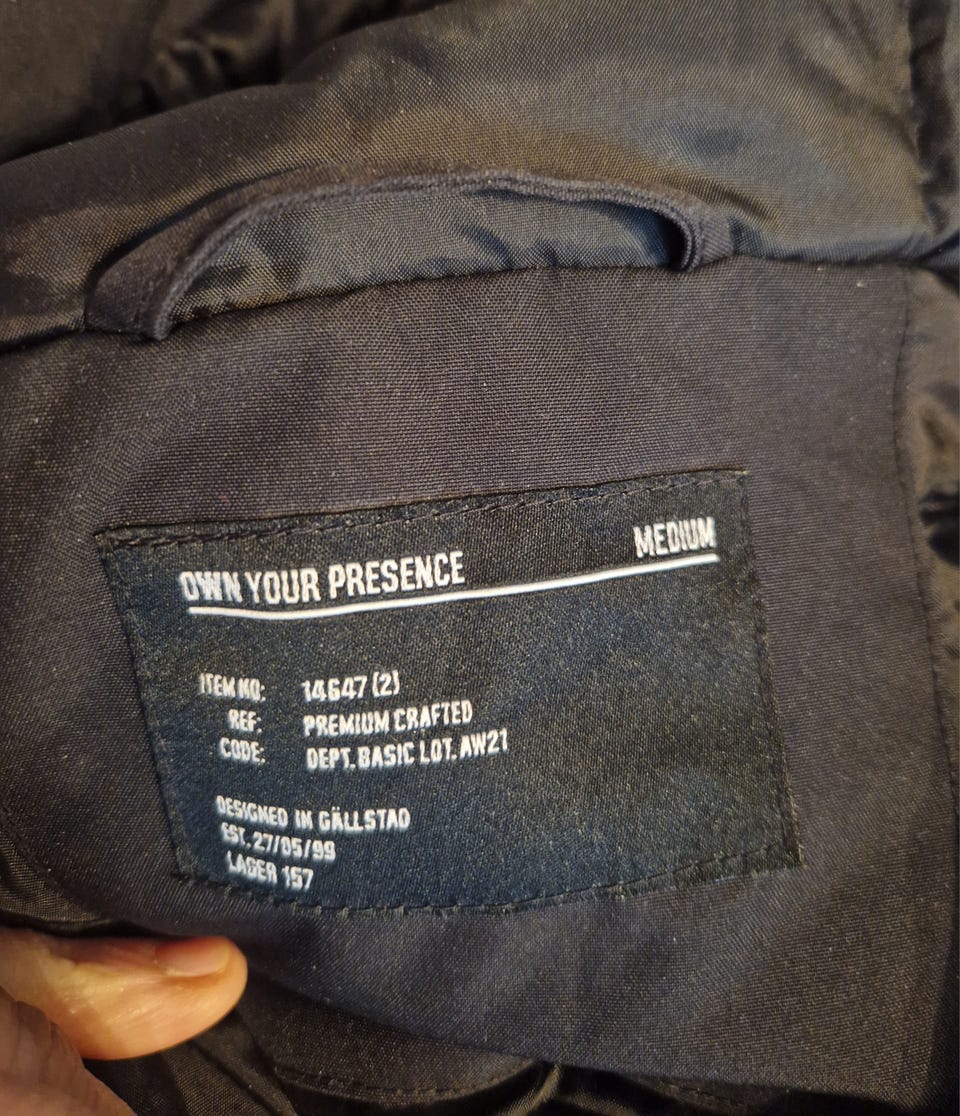 OWN YOUR PRESENCE MEDIUM
ITEM NO: 14647 (2)
REF: PREMIUM CRAFTED
CODE: DEPT. BASIC LOT. AW21
DESIGNED IN GÄLLSTAD
EST. 27/05/99
LAGER 157